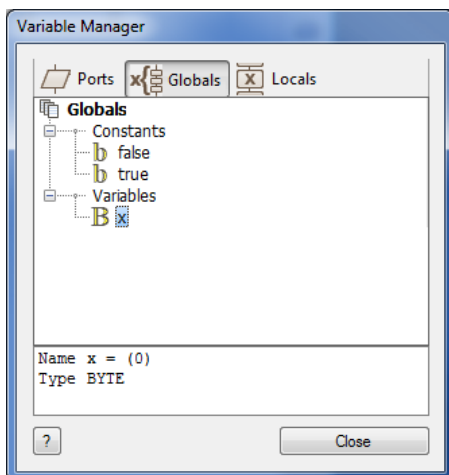 Variable Manager
Ports x{ Globals X Locals
Globals
Constants
b false
b true
Variables
B x
Name x = (0)
Type BYTE
? Close